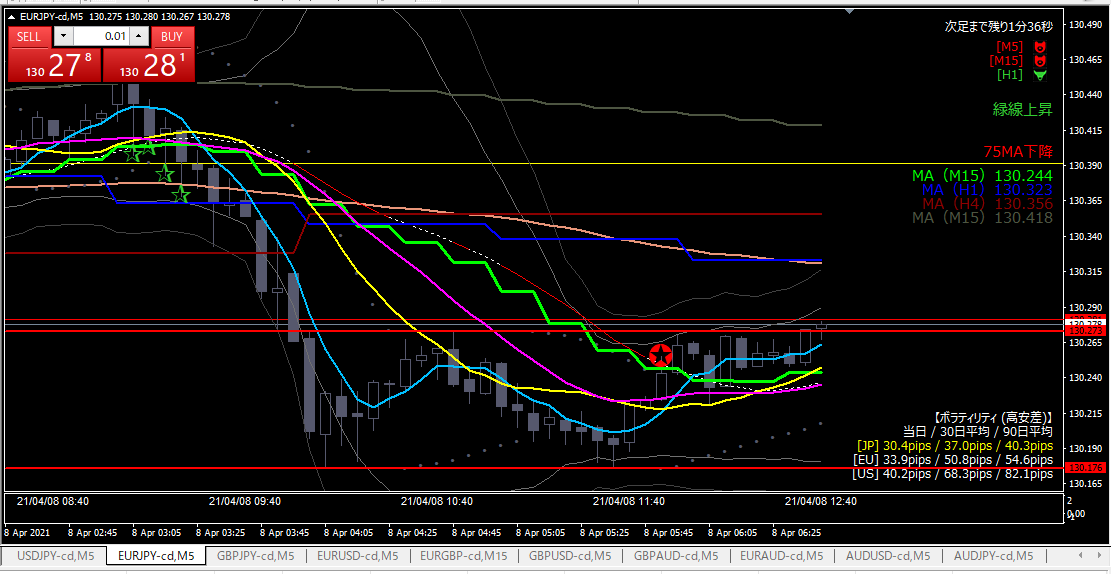 EURJPY-cd,M5 130.275 130.280 130.267 130.278
SELL 0.01 BUY
130 27 8 130 28 1
次足まで残り1分36秒
[M5]
[M15]
[H1]
緑線上昇
75MA下降
MA（M15）130.244
MA（H1）130.323
MA（H4）130.356
MA（M15）130.418
【ボラティリティ (高安差)】
当日 / 30日平均 / 90日平均
[JP] 30.4pips / 37.0pips / 40.3pips
[EU] 33.9pips / 50.8pips / 54.6pips
[US] 40.2pips / 68.3pips / 82.1pips
130.490
130.465
130.440
130.415
130.390
130.365
130.340
130.315
130.290
130.278
130.273
130.265
130.240
130.215
130.190
130.176
130.165
21/04/08 08:40 21/04/08 09:40 21/04/08 10:40 21/04/08 11:40 21/04/08 12:40
2
0.00
8 Apr 2021 8 Apr 02:45 8 Apr 03:05 8 Apr 03:25 8 Apr 03:45 8 Apr 04:05 8 Apr 04:25 8 Apr 04:45 8 Apr 05:05 8 Apr 05:25 8 Apr 05:45 8 Apr 06:05 8 Apr 06:25
USDJPY-cd,M5 EURJPY-cd,M5 GBPJPY-cd,M5 EURUSD-cd,M5 EURGBP-cd,M15 GBPUSD-cd,M5 GBPAUD-cd,M5 EURAUD-cd,M5 AUDUSD-cd,M5 AUDJPY-cd,M5